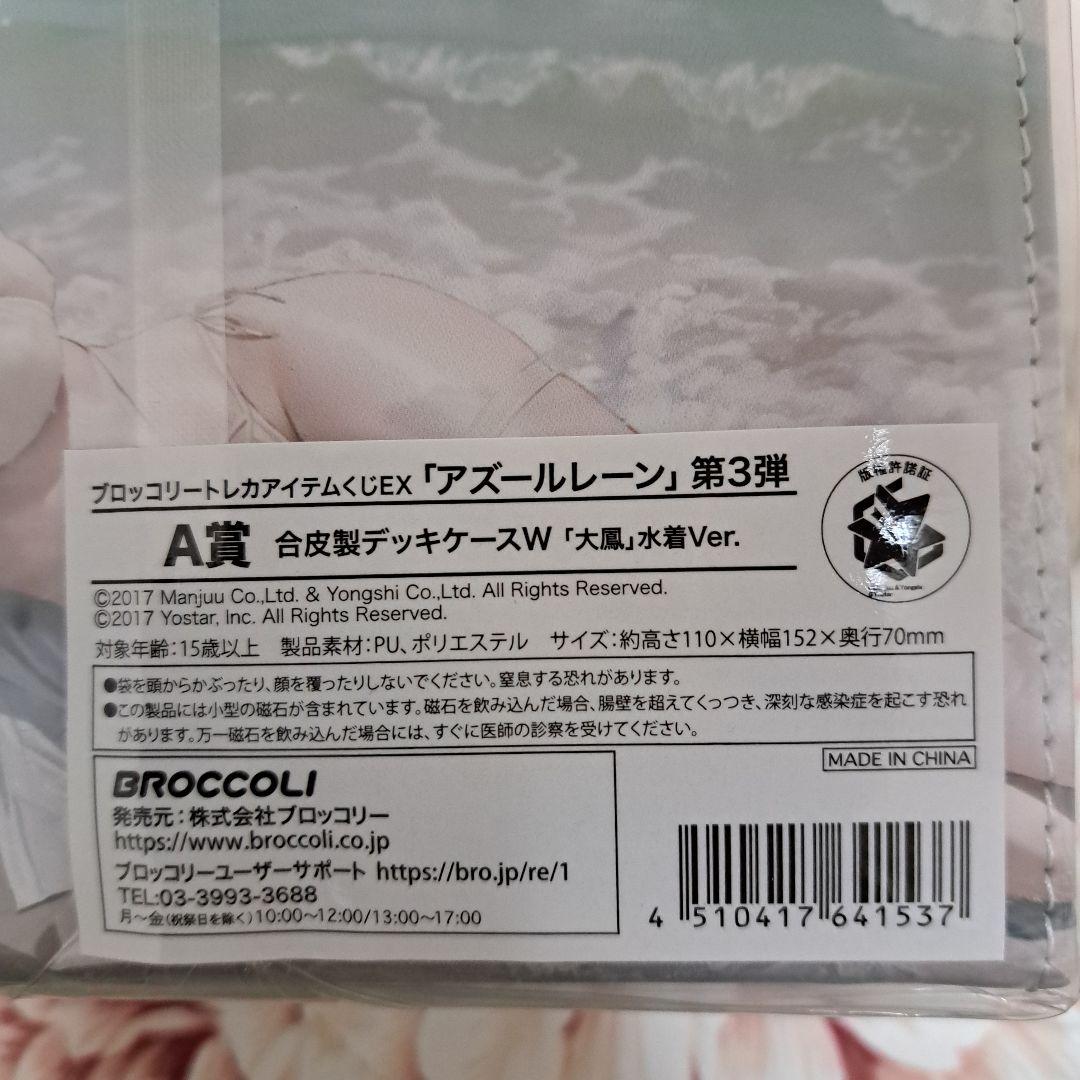 ブロッコリートレカアイテムくじEX「アズールレーン」第3弾
A賞 合皮製デッキケースW「大鳳」水着Ver.
版権許諾証
©2017 Manjuu Co.,Ltd. & Yongshi Co.,Ltd. All Rights Reserved.
©2017 Yostar, Inc. All Rights Reserved.
対象年齢:15歳以上 製品素材:PU、ポリエステル サイズ:約高さ110×横幅152×奥行70mm
●袋を頭からかぶったり、顔を覆ったりしないでください。窒息する恐れがあります。
●この製品には小型の磁石が含まれています。磁石を飲み込んだ場合、腸壁を超えてくっつき、深刻な感染症を起こす恐れ
があります。万一磁石を飲み込んだ場合には、すぐに医師の診察を受けてください。
MADE IN CHINA
BROCCOLI
発売元:株式会社ブロッコリー
https://www.broccoli.co.jp
ブロッコリーユーザーサポート https://bro.jp/re/1
TEL:03-3993-3688
月～金(祝祭日を除く)10:00～12:00/13:00～17:00
4 510417 641537